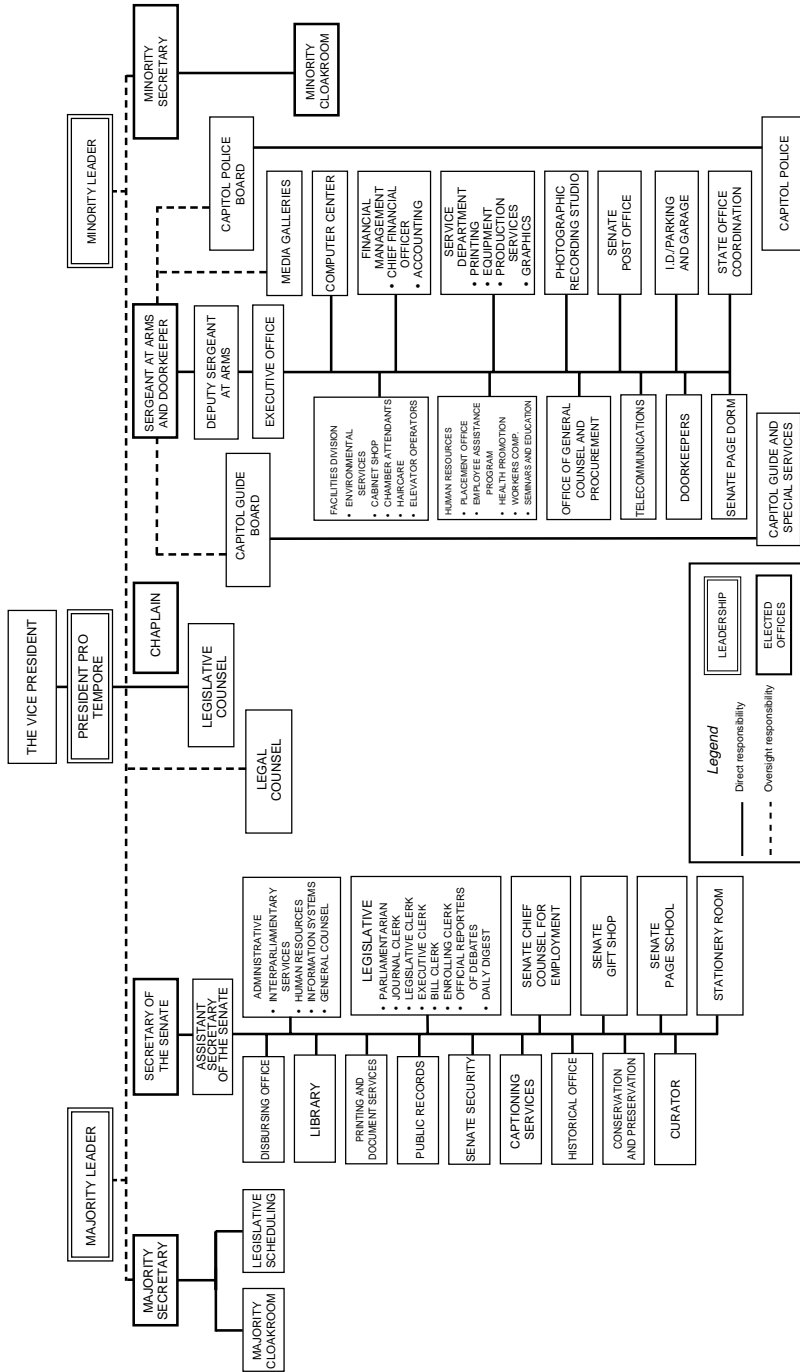 THE VICE PRESIDENT
MAJORITY LEADER
PRESIDENT PRO
TEMPORE
MINORITY LEADER
MAJORITY
SECRETARY
SECRETARY OF
THE SENATE
CHAPLAIN
SERGEANT AT ARMS
AND DOORKEEPER
MINORITY
SECRETARY
MAJORITY
CLOAKROOM
LEGISLATIVE
SCHEDULING
ASSISTANT
SECRETARY
OF THE SENATE
DISBURSING OFFICE
LIBRARY
PRINTING AND
DOCUMENT SERVICES
PUBLIC RECORDS
SENATE SECURITY
CAPTIONING
SERVICES
HISTORICAL OFFICE
CONSERVATION
AND PRESERVATION
CURATOR
ADMINISTRATIVE
• INTERPARLIAMENTARY
SERVICES
• HUMAN RESOURCES
• INFORMATION SYSTEMS
• GENERAL COUNSEL
LEGISLATIVE
• PARLIAMENTARIAN
• JOURNAL CLERK
• LEGISLATIVE CLERK
• EXECUTIVE CLERK
• BILL CLERK
• ENROLLING CLERK
• OFFICIAL REPORTERS
OF DEBATES
• DAILY DIGEST
SENATE CHIEF
COUNSEL FOR
EMPLOYMENT
SENATE
GIFT SHOP
SENATE
PAGE SCHOOL
STATIONERY ROOM
LEGAL
COUNSEL
LEGISLATIVE
COUNSEL
CAPITOL GUIDE
BOARD
CAPITOL GUIDE AND
SPECIAL SERVICES
DEPUTY SERGEANT
AT ARMS
EXECUTIVE OFFICE
FACILITIES DIVISION
• ENVIRONMENTAL
SERVICES
• CABINET SHOP
• CHAMBER ATTENDANTS
• HAIRCARE
• ELEVATOR OPERATORS
HUMAN RESOURCES
• PLACEMENT OFFICE
• EMPLOYEE ASSISTANCE
PROGRAM
• HEALTH PROMOTION
• WORKERS COMP.
• SEMINARS AND EDUCATION
OFFICE OF GENERAL
COUNSEL AND
PROCUREMENT
TELECOMMUNICATIONS
DOORKEEPERS
SENATE PAGE DORM
MEDIA GALLERIES
COMPUTER CENTER
FINANCIAL
MANAGEMENT
• CHIEF FINANCIAL
OFFICER
• ACCOUNTING
SERVICE
DEPARTMENT
• PRINTING
• EQUIPMENT
• PRODUCTION
SERVICES
• GRAPHICS
PHOTOGRAPHIC
RECORDING STUDIO
SENATE
POST OFFICE
I.D./PARKING
AND GARAGE
STATE OFFICE
COORDINATION
CAPITOL POLICE
BOARD
CAPITOL POLICE
MINORITY
CLOAKROOM
Legend
Direct responsibility
Oversight responsibility
LEADERSHIP
ELECTED
OFFICES